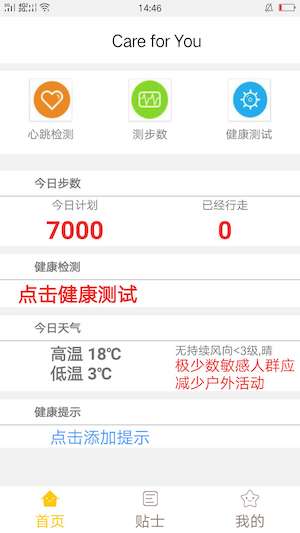 14:46
Care for You
心跳检测
测步数
健康测试
今日步数
今日计划
已经行走
7000
0
健康检测
点击健康测试
今日天气
高温 18℃
低温 3℃
无持续风向<3级,晴
极少数敏感人群应
减少户外活动
健康提示
点击添加提示
首页
贴士
我的